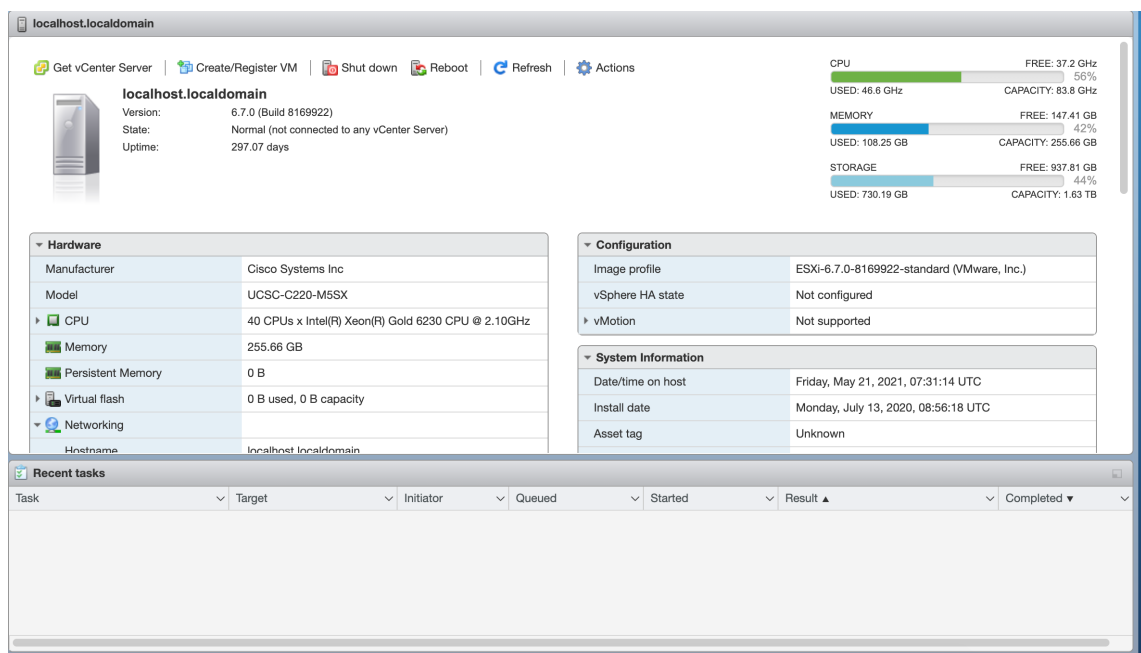 localhost.localdomain
Get vCenter Server | Create/Register VM | Shut down Reboot | Refresh | Actions
localhost.localdomain
Version: 6.7.0 (Build 8169922)
State: Normal (not connected to any vCenter Server)
Uptime: 297.07 days
CPU FREE: 37.2 GHz
56%
USED: 46.6 GHz CAPACITY: 83.8 GHz
MEMORY FREE: 147.41 GB
42%
USED: 108.25 GB CAPACITY: 255.66 GB
STORAGE FREE: 937.81 GB
44%
USED: 730.19 GB CAPACITY: 1.63 TB
Hardware
Manufacturer Cisco Systems Inc
Model UCSC-C220-M5SX
CPU 40 CPUs x Intel(R) Xeon(R) Gold 6230 CPU @ 2.10GHz
Memory 255.66 GB
Persistent Memory 0 B
Virtual flash 0 B used, 0 B capacity
Networking
Hostname localhost.localdomain
Configuration
Image profile ESXi-6.7.0-8169922-standard (VMware, Inc.)
vSphere HA state Not configured
vMotion Not supported
System Information
Date/time on host Friday, May 21, 2021, 07:31:14 UTC
Install date Monday, July 13, 2020, 08:56:18 UTC
Asset tag Unknown
Recent tasks
Task Target Initiator Queued Started Result ▲ Completed ▼